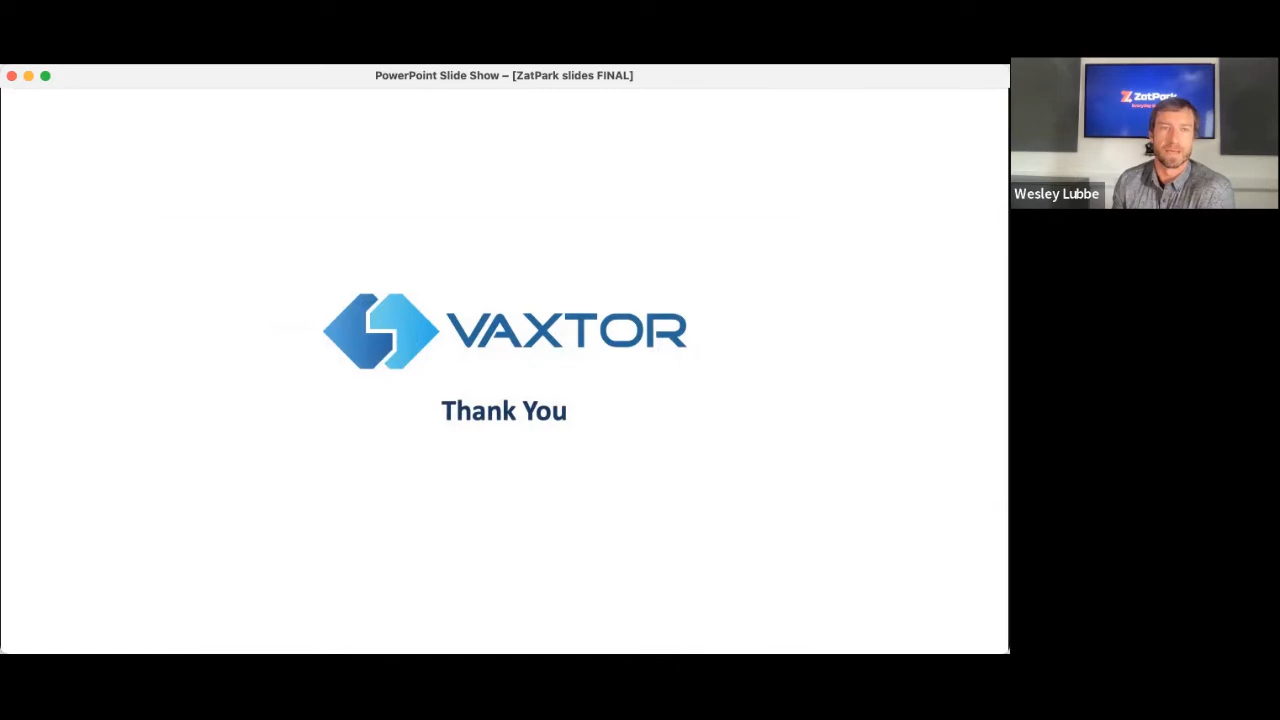 PowerPoint Slide Show – [ZatPark slides FINAL]
ZatPark
Wesley Lubbe
VAXTOR
Thank You